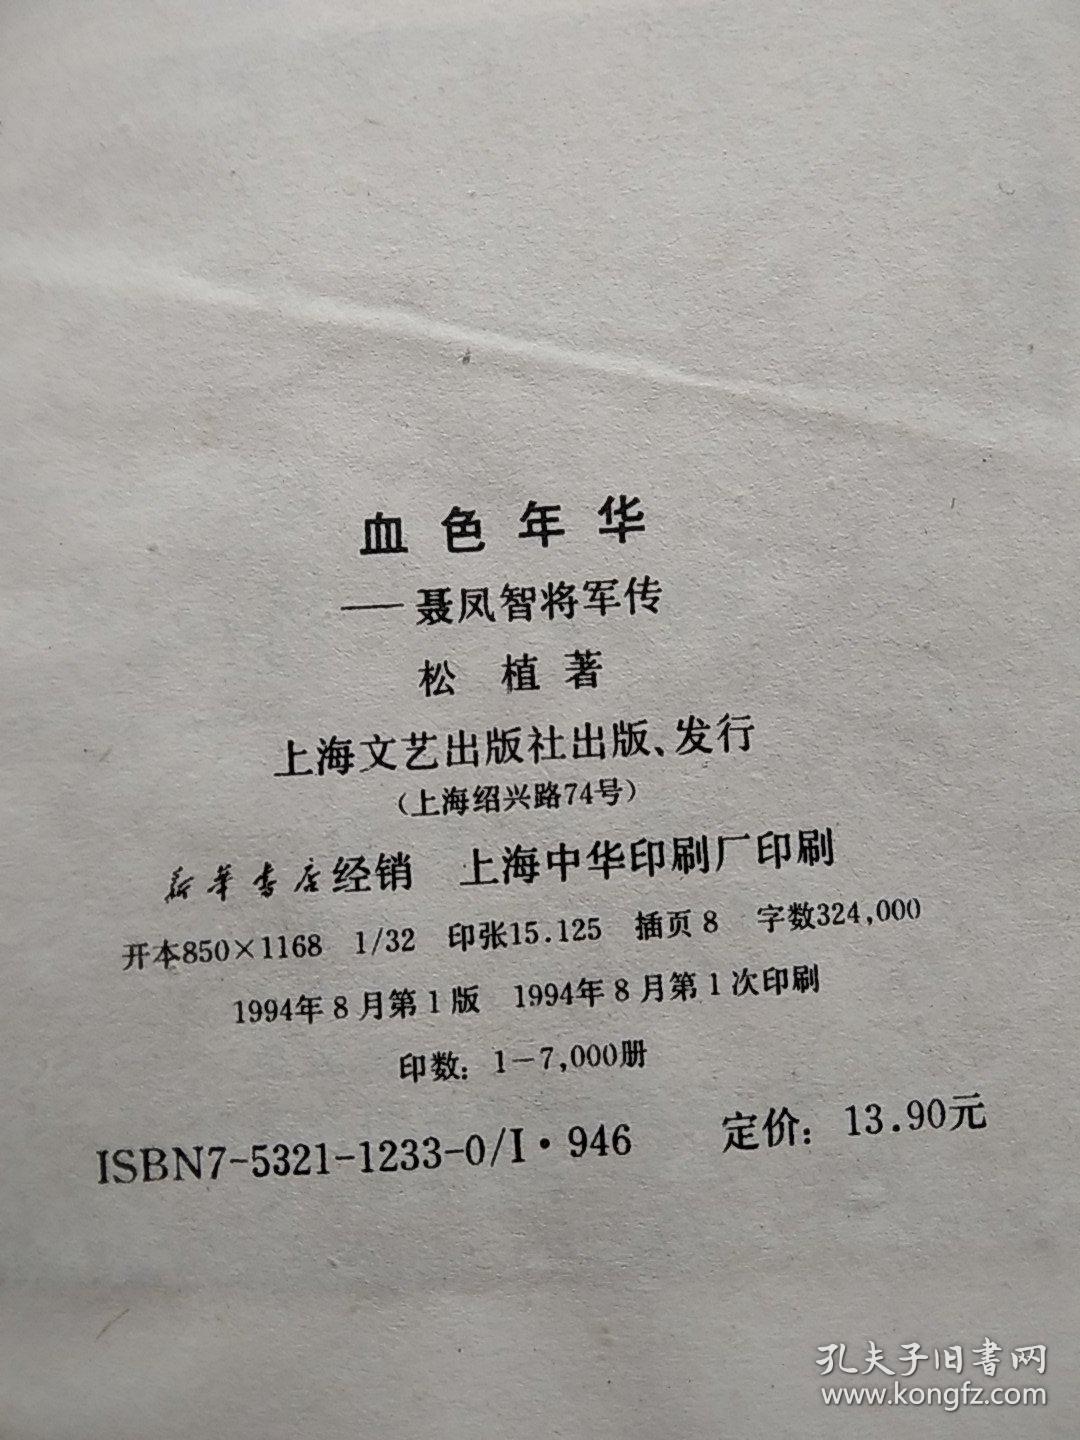 血色年华
——聂凤智将军传
松 植 著
上海文艺出版社出版、发行
(上海绍兴路74号)
新华书店经销 上海中华印刷厂印刷
开本850×1168 1/32 印张15.125 插页8 字数324,000
1994年8月第1版 1994年8月第1次印刷
印数：1—7,000册
ISBN7-5321-1233-0/I·946 定价：13.90元
孔夫子旧書网
www.kongfz.com